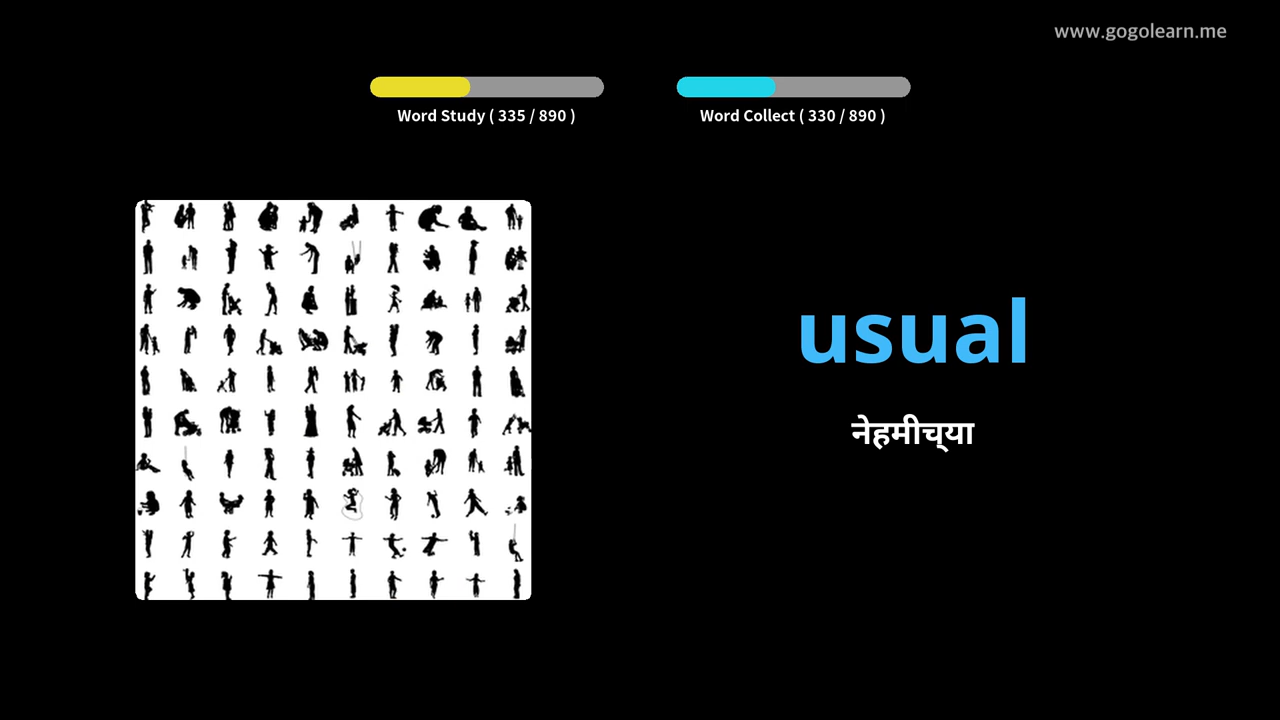 www.gogolearn.me
Word Study ( 335 / 890 )
Word Collect ( 330 / 890 )
usual
नेहमीच्या